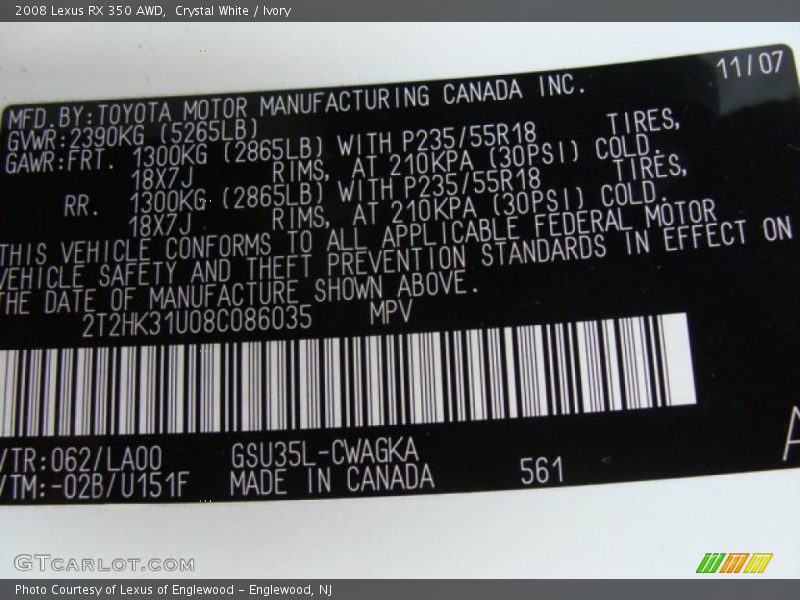 2008 Lexus RX 350 AWD,  Crystal White / Ivory
11/07
MFD.BY:TOYOTA MOTOR MANUFACTURING CANADA INC.
GVWR:2390KG (5265LB)
GAWR:FRT. 1300KG (2865LB) WITH P235/55R18 TIRES,
18X7J RIMS, AT 210KPA (30PSI) COLD.
RR. 1300KG (2865LB) WITH P235/55R18 TIRES,
18X7J RIMS, AT 210KPA (30PSI) COLD.
THIS VEHICLE CONFORMS TO ALL APPLICABLE FEDERAL MOTOR
VEHICLE SAFETY AND THEFT PREVENTION STANDARDS IN EFFECT ON
THE DATE OF MANUFACTURE SHOWN ABOVE.
2T2HK31U08C086035 MPV
/TR:062/LA00 GSU35L-CWAGKA
/TM:-02B/U151F MADE IN CANADA 561
A
GTCARLOT.COM
Photo Courtesy of Lexus of Englewood - Englewood, NJ